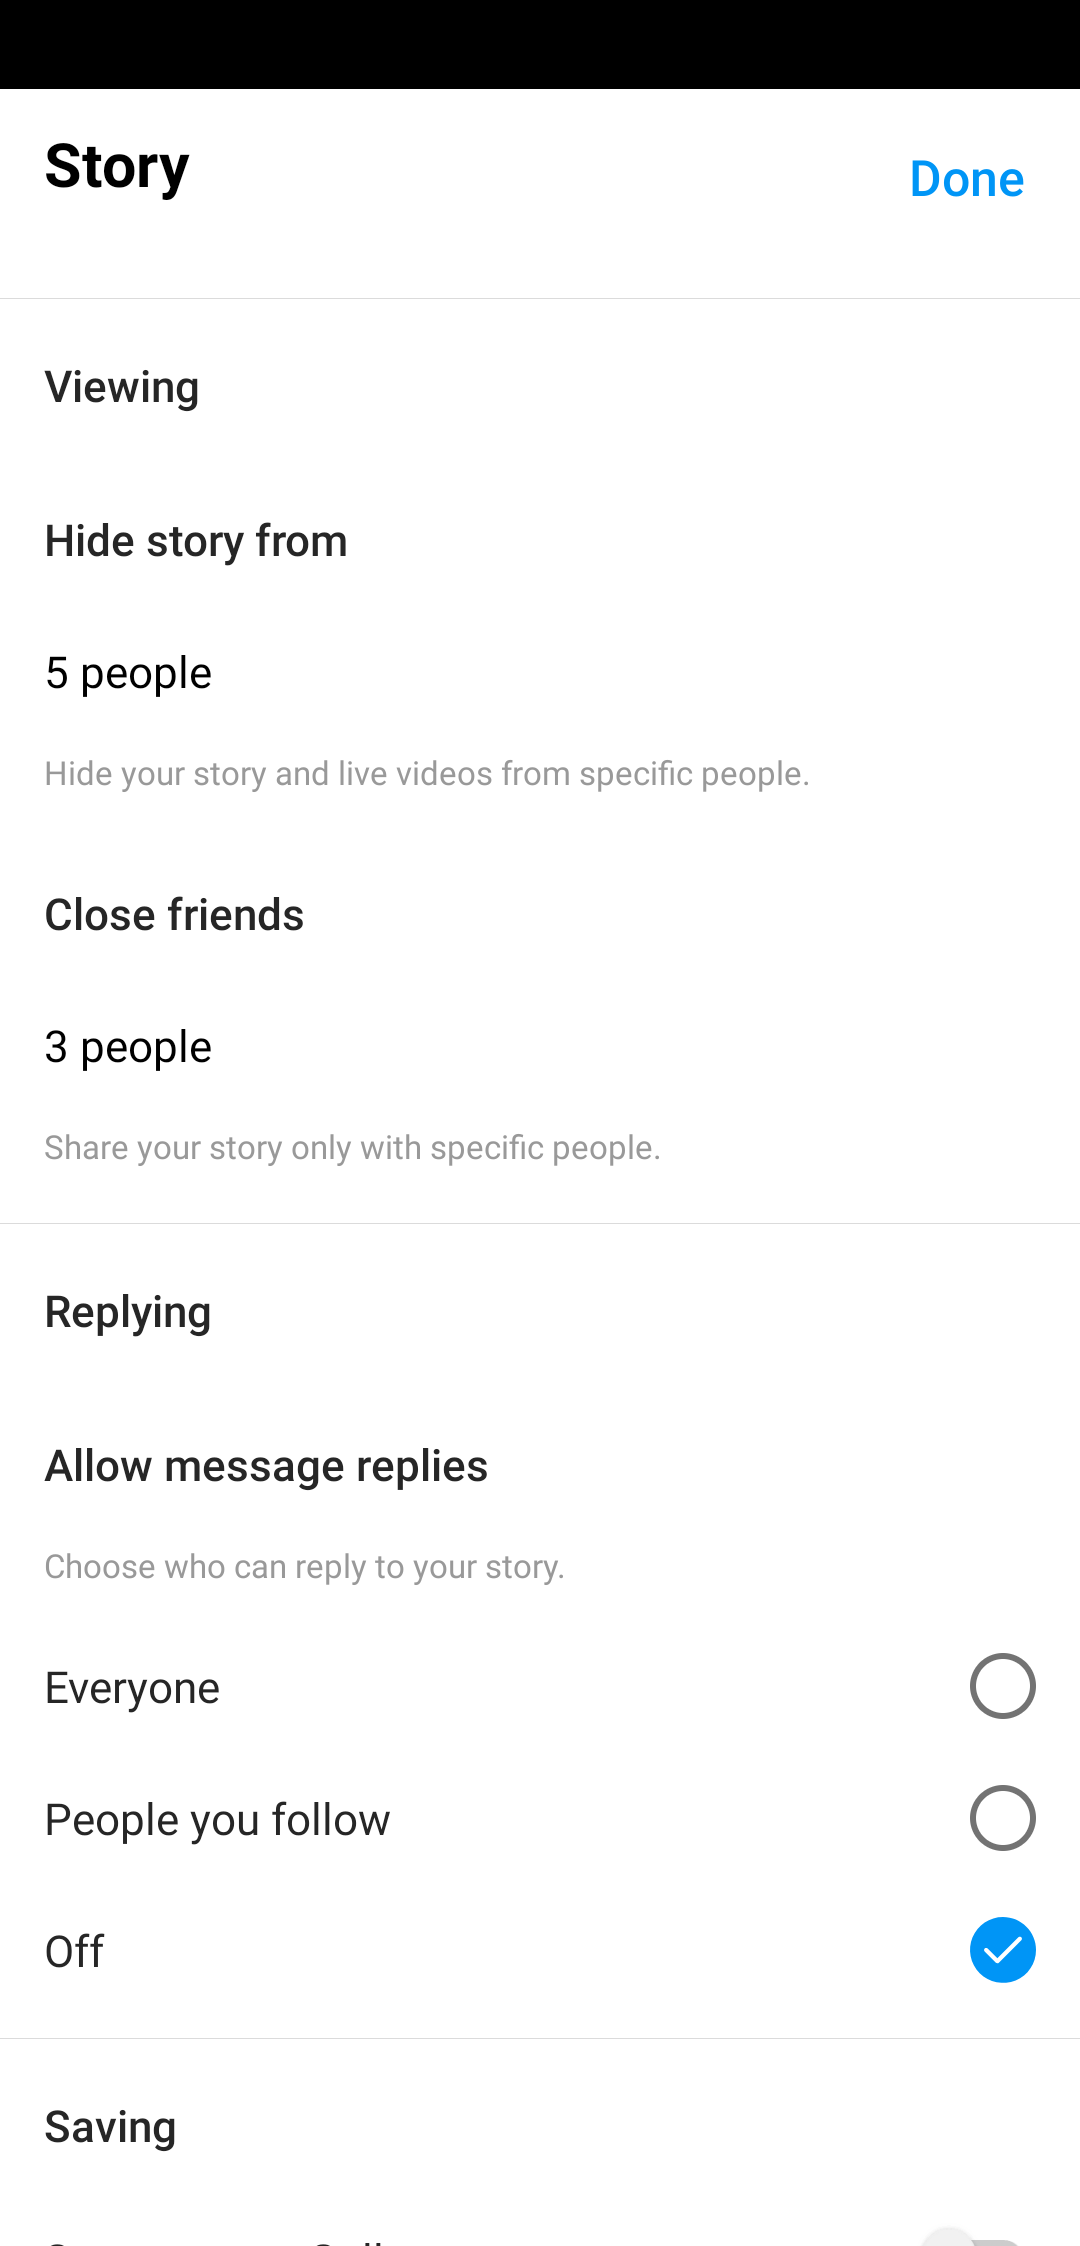 Story
Done
Viewing
Hide story from
5 people
Hide your story and live videos from specific people.
Close friends
3 people
Share your story only with specific people.
Replying
Allow message replies
Choose who can reply to your story.
Everyone
People you follow
Off
Saving